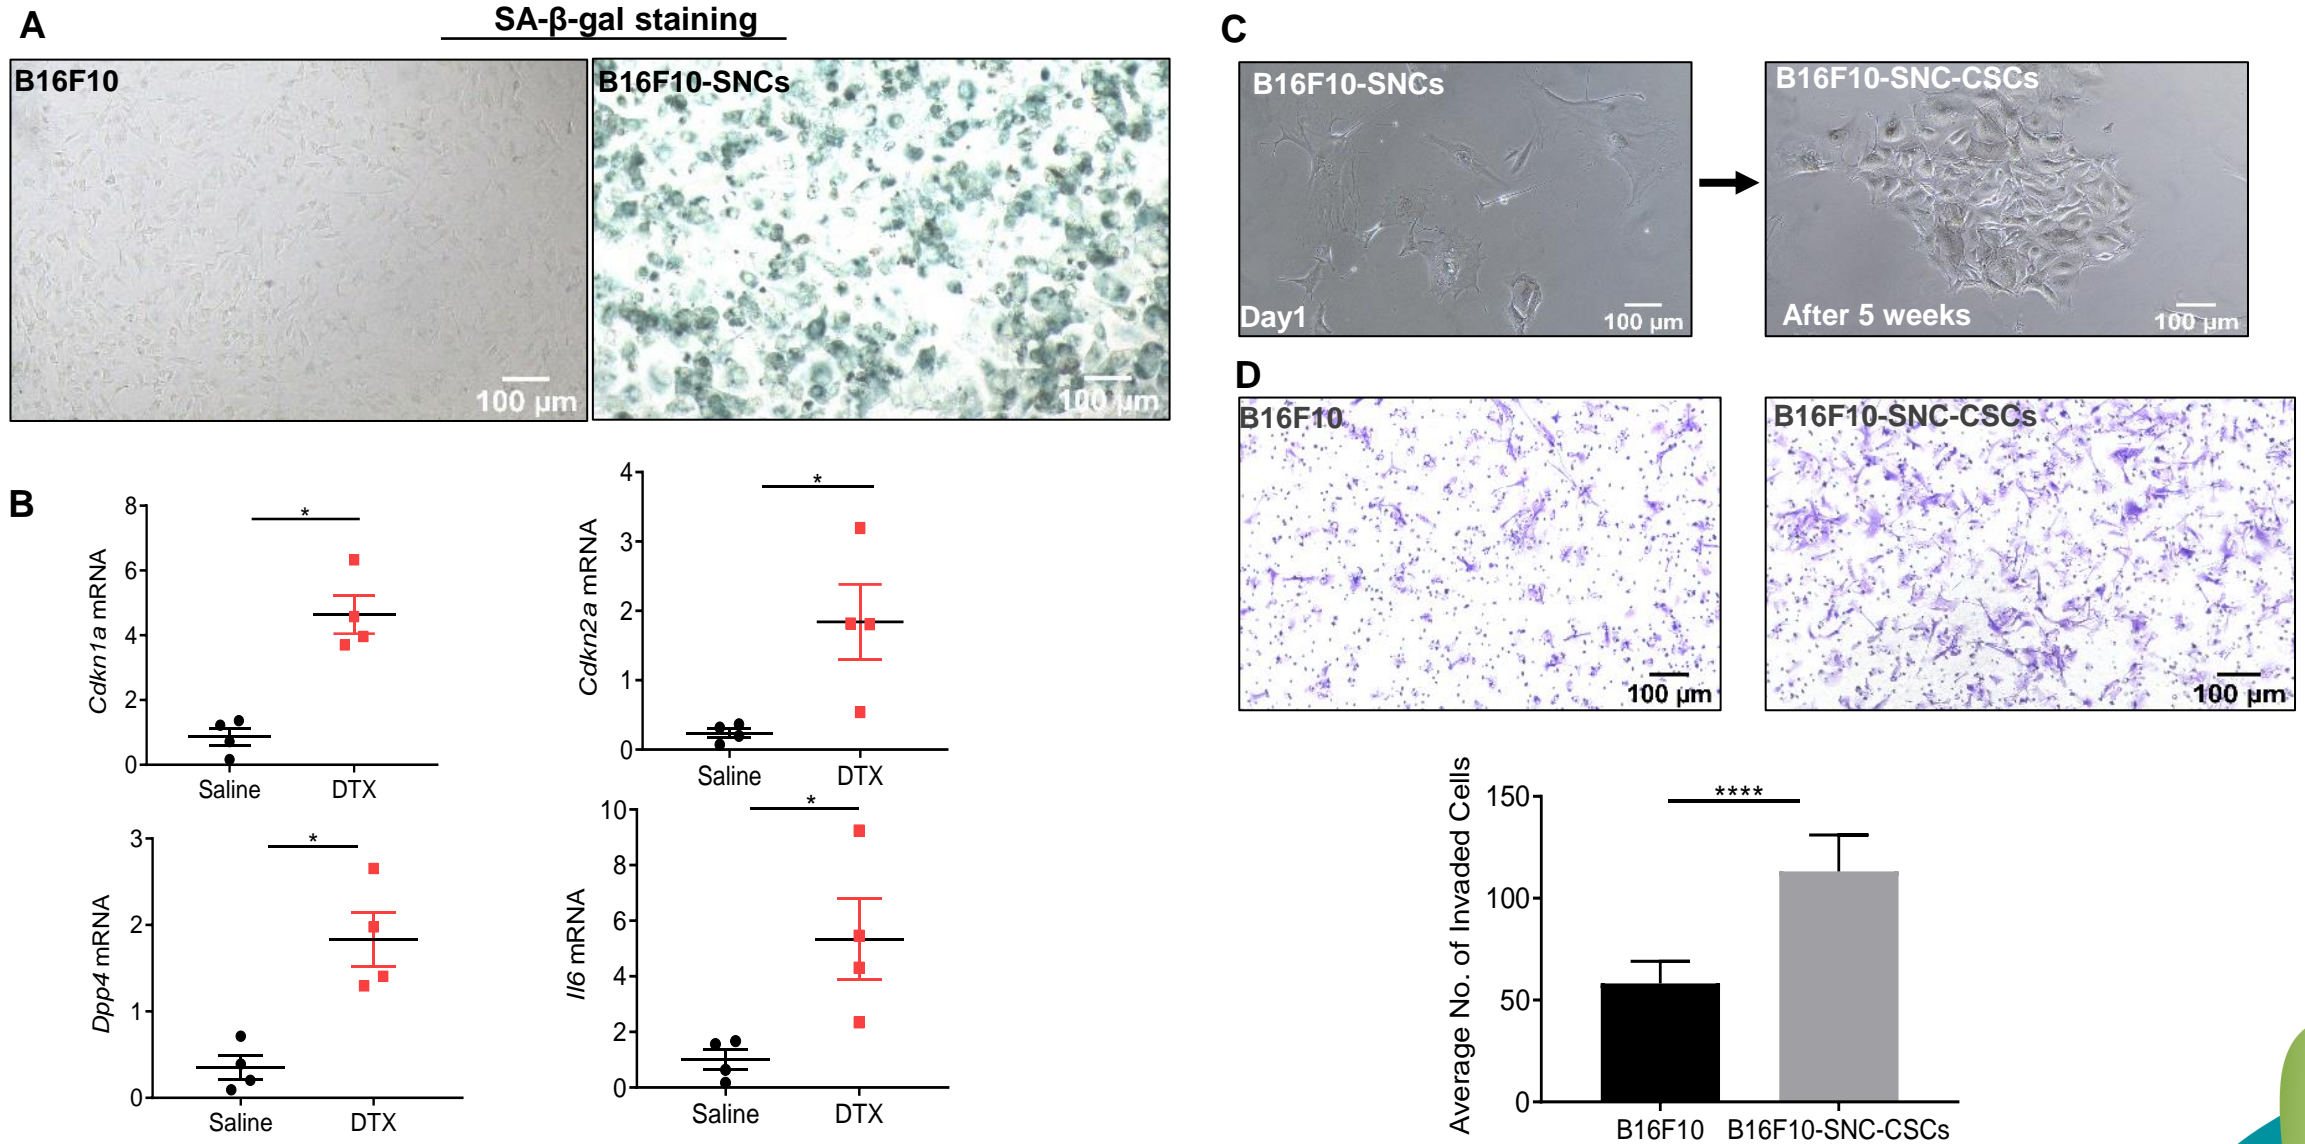 A
SA-β-gal staining
B16F10
100 µm
B16F10-SNCs
100 µm
B
Cdkn1a mRNA
8
6
4
2
0
*
Saline
DTX
Cdkn2a mRNA
4
3
2
1
0
*
Saline
DTX
Dpp4 mRNA
3
2
1
0
*
Saline
DTX
Il6 mRNA
10
8
6
4
2
0
*
Saline
DTX
C
B16F10-SNCs
Day1
100 µm
B16F10-SNC-CSCs
After 5 weeks
100 µm
D
B16F10
100 µm
B16F10-SNC-CSCs
100 µm
Average No. of Invaded Cells
150
100
50
0
****
B16F10
B16F10-SNC-CSCs